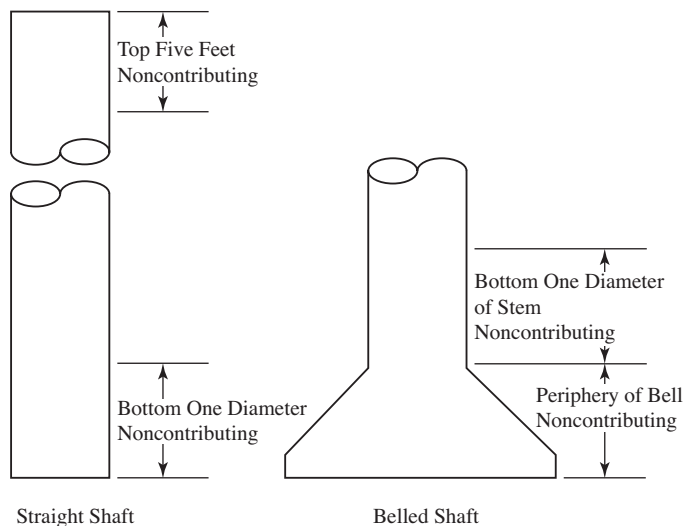 Top Five Feet
Noncontributing
Bottom One Diameter
of Stem
Noncontributing
Periphery of Bell
Noncontributing
Bottom One Diameter
Noncontributing
Straight Shaft
Belled Shaft